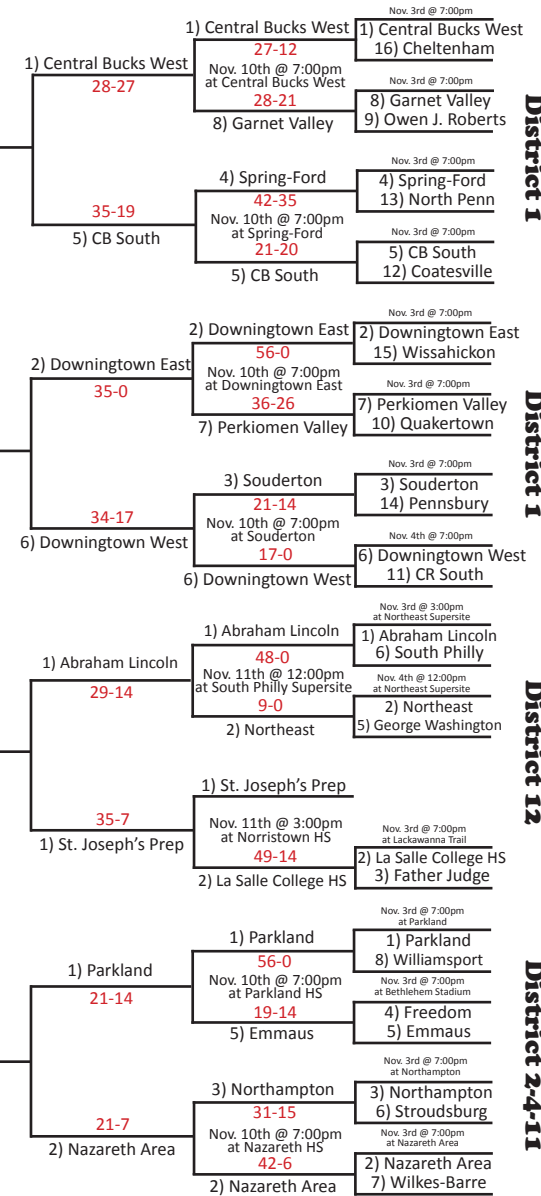 Nov. 3rd @ 7:00pm
1) Central Bucks West
1) Central Bucks West
27-12
16) Cheltenham
1) Central Bucks West
Nov. 10th @ 7:00pm
at Central Bucks West
28-27
Nov. 3rd @ 7:00pm
28-21
8) Garnet Valley
8) Garnet Valley
9) Owen J. Roberts
District 1
Nov. 3rd @ 7:00pm
4) Spring-Ford
4) Spring-Ford
42-35
13) North Penn
35-19
Nov. 10th @ 7:00pm
at Spring-Ford
5) CB South
Nov. 3rd @ 7:00pm
21-20
5) CB South
5) CB South
12) Coatesville
Nov. 3rd @ 7:00pm
2) Downingtown East
2) Downingtown East
56-0
15) Wissahickon
2) Downingtown East
Nov. 10th @ 7:00pm
at Downingtown East
35-0
Nov. 3rd @ 7:00pm
36-26
7) Perkiomen Valley
7) Perkiomen Valley
10) Quakertown
District 1
Nov. 3rd @ 7:00pm
3) Souderton
3) Souderton
21-14
14) Pennsbury
34-17
Nov. 10th @ 7:00pm
at Souderton
6) Downingtown West
Nov. 4th @ 7:00pm
17-0
6) Downingtown West
6) Downingtown West
11) CR South
Nov. 3rd @ 3:00pm
at Northeast Supersite
1) Abraham Lincoln
1) Abraham Lincoln
48-0
6) South Philly
1) Abraham Lincoln
Nov. 11th @ 12:00pm
at South Philly Supersite
29-14
Nov. 4th @ 12:00pm
at Northeast Supersite
9-0
2) Northeast
2) Northeast
5) George Washington
District 12
1) St. Joseph's Prep
35-7
Nov. 11th @ 3:00pm
at Norristown HS
1) St. Joseph's Prep
Nov. 3rd @ 7:00pm
at Lackawanna Trail
49-14
2) La Salle College HS
2) La Salle College HS
3) Father Judge
Nov. 3rd @ 7:00pm
at Parkland
1) Parkland
1) Parkland
56-0
8) Williamsport
1) Parkland
Nov. 10th @ 7:00pm
at Parkland HS
21-14
Nov. 3rd @ 7:00pm
at Bethlehem Stadium
19-14
4) Freedom
5) Emmaus
5) Emmaus
District 2-4-11
Nov. 3rd @ 7:00pm
at Northampton
3) Northampton
3) Northampton
31-15
6) Stroudsburg
21-7
Nov. 10th @ 7:00pm
at Nazareth HS
2) Nazareth Area
Nov. 3rd @ 7:00pm
at Nazareth Area
42-6
2) Nazareth Area
2) Nazareth Area
7) Wilkes-Barre